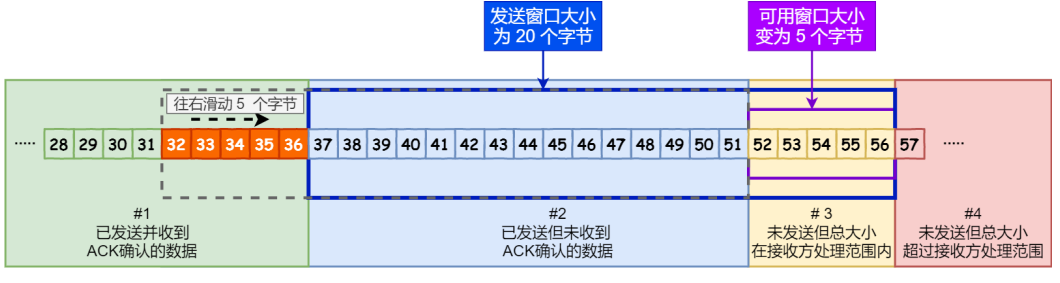 发送窗口大小
为 20 个字节
可用窗口大小
变为 5 个字节
往右滑动 5 个字节
····· 28 29 30 31 32 33 34 35 36 37 38 39 40 41 42 43 44 45 46 47 48 49 50 51 52 53 54 55 56 57 ·····
#1
已发送并收到
ACK确认的数据
#2
已发送但未收到
ACK确认的数据
# 3
未发送但总大小
在接收方处理范围内
#4
未发送但总大小
超过接收方处理范围